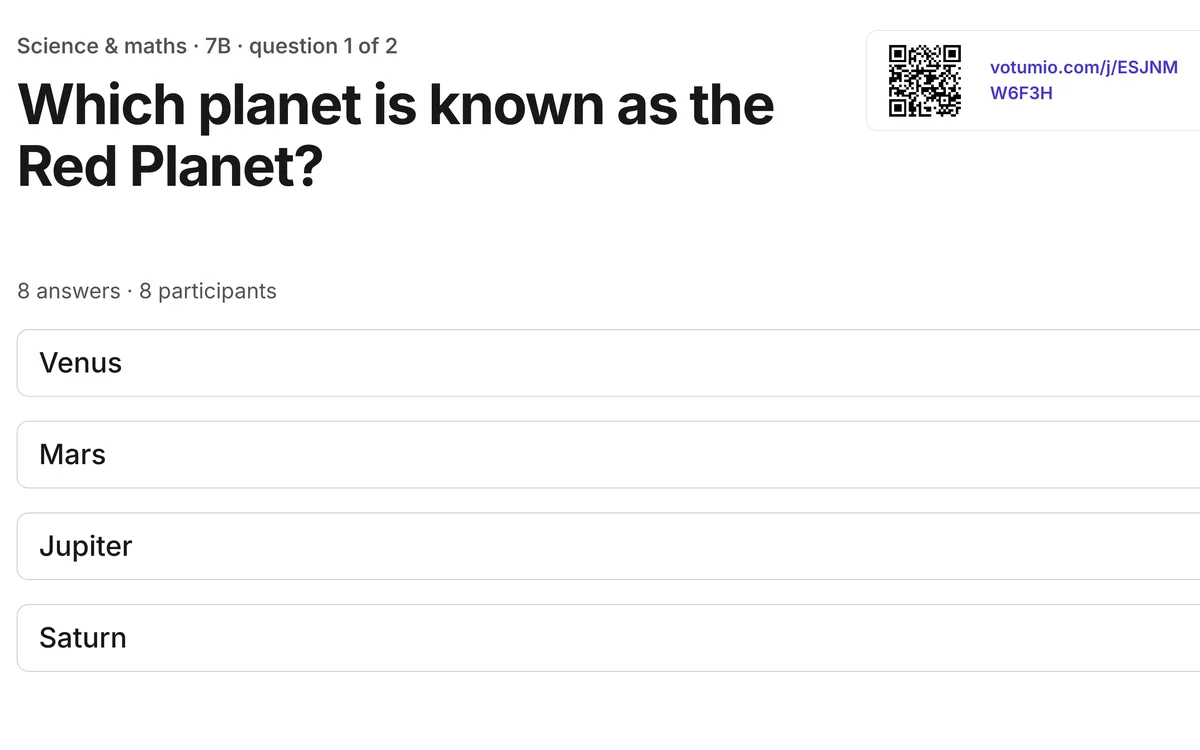 Science & maths · 7B · question 1 of 2
Which planet is known as the
Red Planet?
votumio.com/j/ESJNM
W6F3H
8 answers · 8 participants
Venus
Mars
Jupiter
Saturn